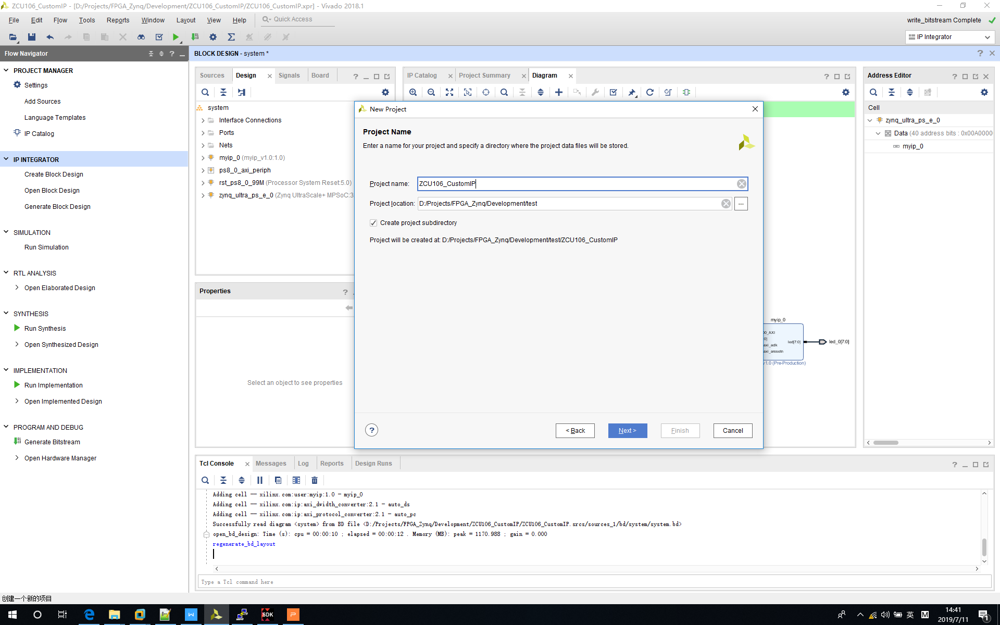 ZCU106_CustomIP - [D:/Projects/FPGA_Zynq/Development/ZCU106_CustomIP/ZCU106_CustomIP.xpr] - Vivado 2018.1
File Edit Flow Tools Reports Window Layout View Help Quick Access
write_bitstream Complete
IP Integrator
Flow Navigator
PROJECT MANAGER
Settings
Add Sources
Language Templates
IP Catalog
IP INTEGRATOR
Create Block Design
Open Block Design
Generate Block Design
SIMULATION
Run Simulation
RTL ANALYSIS
Open Elaborated Design
SYNTHESIS
Run Synthesis
Open Synthesized Design
IMPLEMENTATION
Run Implementation
Open Implemented Design
PROGRAM AND DEBUG
Generate Bitstream
Open Hardware Manager
BLOCK DESIGN - system *
Sources Design Signals Board
system
Interface Connections
Ports
Nets
myip_0 (myip_v1.0:1.0)
ps8_0_axi_periph
rst_ps8_0_99M (Processor System Reset:5.0)
zynq_ultra_ps_e_0 (Zynq UltraScale+ MPSoC:3
Properties
Select an object to see properties
IP Catalog Project Summary Diagram
New Project
Project Name
Enter a name for your project and specify a directory where the project data files will be stored.
Project name: ZCU106_CustomIP
Project location: D:/Projects/FPGA_Zynq/Development/test
...
Create project subdirectory
Project will be created at: D:/Projects/FPGA_Zynq/Development/test/ZCU106_CustomIP
? < Back Next > Finish Cancel
myip_0
00_AXI
0]
axi_aclk
axi_aresetn
led[7:0]
led_0[7:0]
v1.0 (Pre-Production)
Address Editor
Cell
zynq_ultra_ps_e_0
Data (40 address bits : 0x00A0000
myip_0
Tcl Console Messages Log Reports Design Runs
Adding cell -- xilinx.com:user:myip:1.0 - myip_0
Adding cell -- xilinx.com:ip:axi_dwidth_converter:2.1 - auto_ds
Adding cell -- xilinx.com:ip:axi_protocol_converter:2.1 - auto_pc
Successfully read diagram <system> from BD file <D:/Projects/FPGA_Zynq/Development/ZCU106_CustomIP/ZCU106_CustomIP.srcs/sources_1/bd/system/system.bd>
open_bd_design: Time (s): cpu = 00:00:10 ; elapsed = 00:00:12 . Memory (MB): peak = 1170.988 ; gain = 0.000
regenerate_bd_layout
Type a Tcl command here
创建一个新的项目
SDK
英
M
14:41
2019/7/11
1